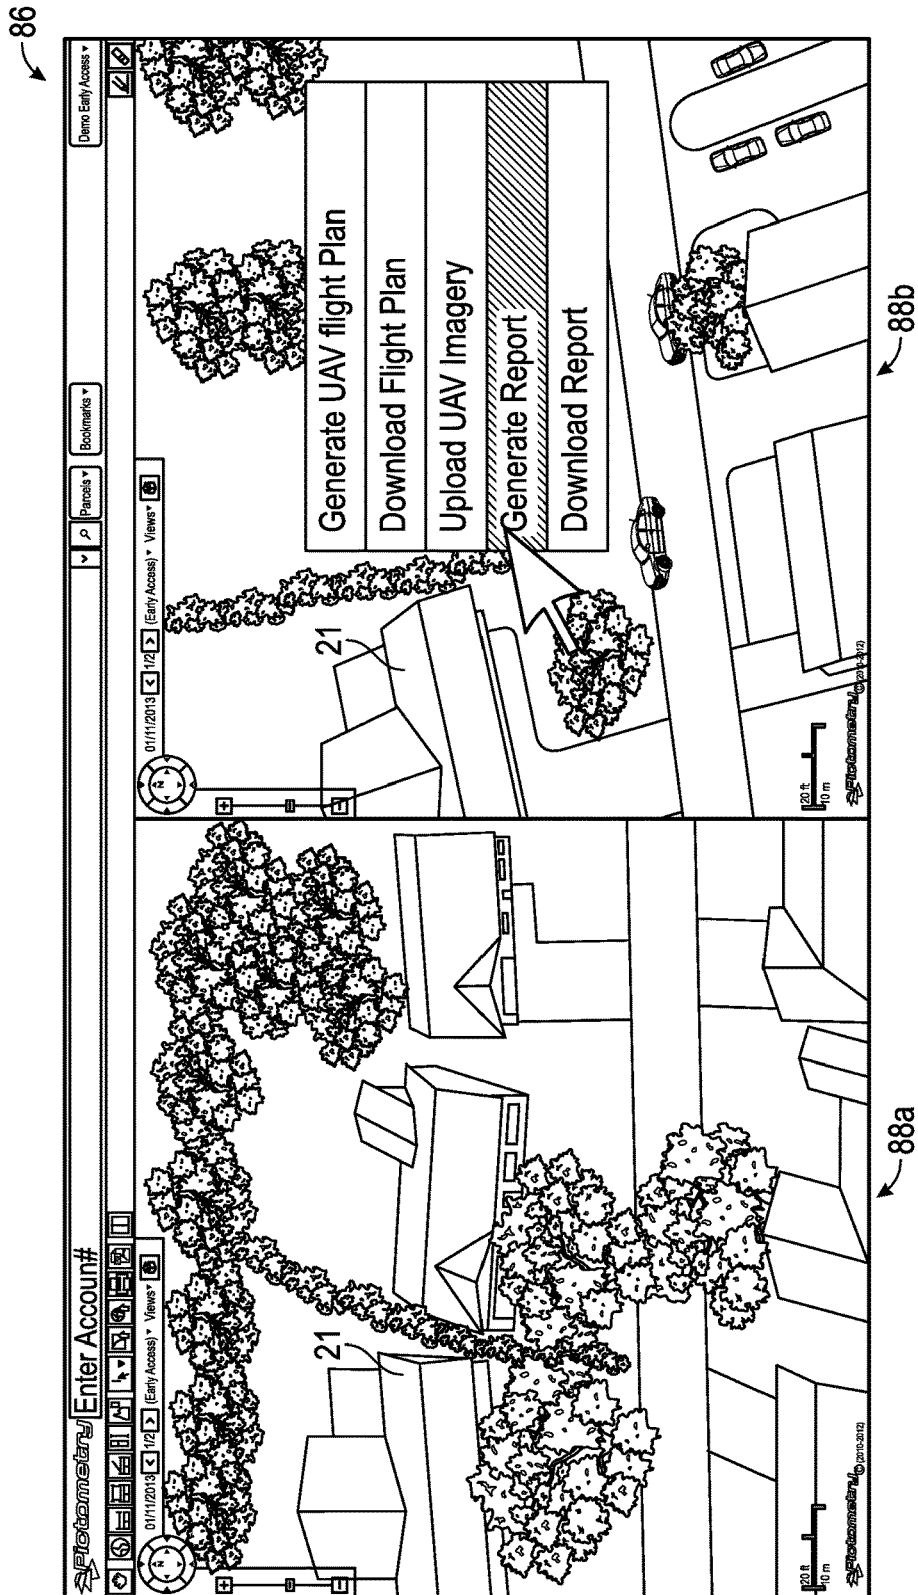 86
Pictometry Enter Accoun# Parcels Bookmarks Demo Early Access
01/11/2013 < 1/2 > (Early Access) Views
N
21
20 ft
10 m
Pictometry © (2010-2012)
88a
01/11/2013 < 1/2 > (Early Access) Views
N
21
Generate UAV flight Plan
Download Flight Plan
Upload UAV Imagery
Generate Report
Download Report
20 ft
10 m
Pictometry © (2010-2012)
88b